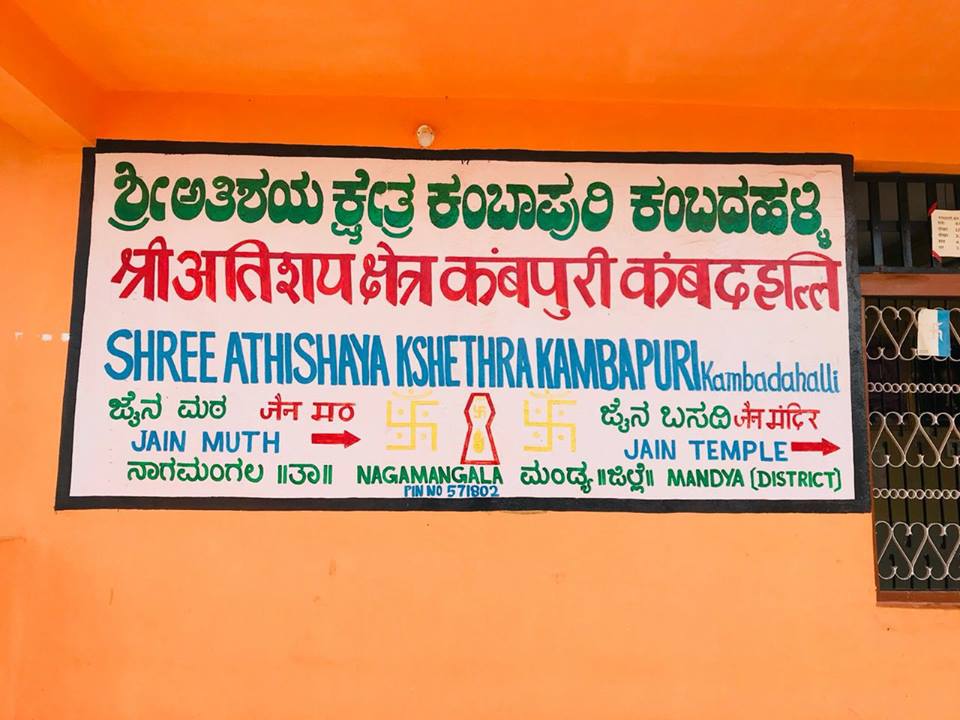 ಶ್ರೀ ಅತಿಶಯ ಕ್ಷೇತ್ರ ಕಂಬಾಪುರಿ ಕಂಬದಹಳ್ಳಿ
श्री अतिशय क्षेत्र कंबपुरी कंबदहल्लि
SHREE ATHISHAYA KSHETHRA KAMBAPURI Kambadahalli
ಜೈನ ಮಠ जैन मठ ಜೈನ ಬಸದಿ जैन मंदिर
JAIN MUTH JAIN TEMPLE
ನಾಗಮಂಗಲ ॥ತಾ॥ NAGAMANGALA ಮಂಡ್ಯ ॥ಜಿಲ್ಲೆ॥ MANDYA (DISTRICT)
PIN NO 571802